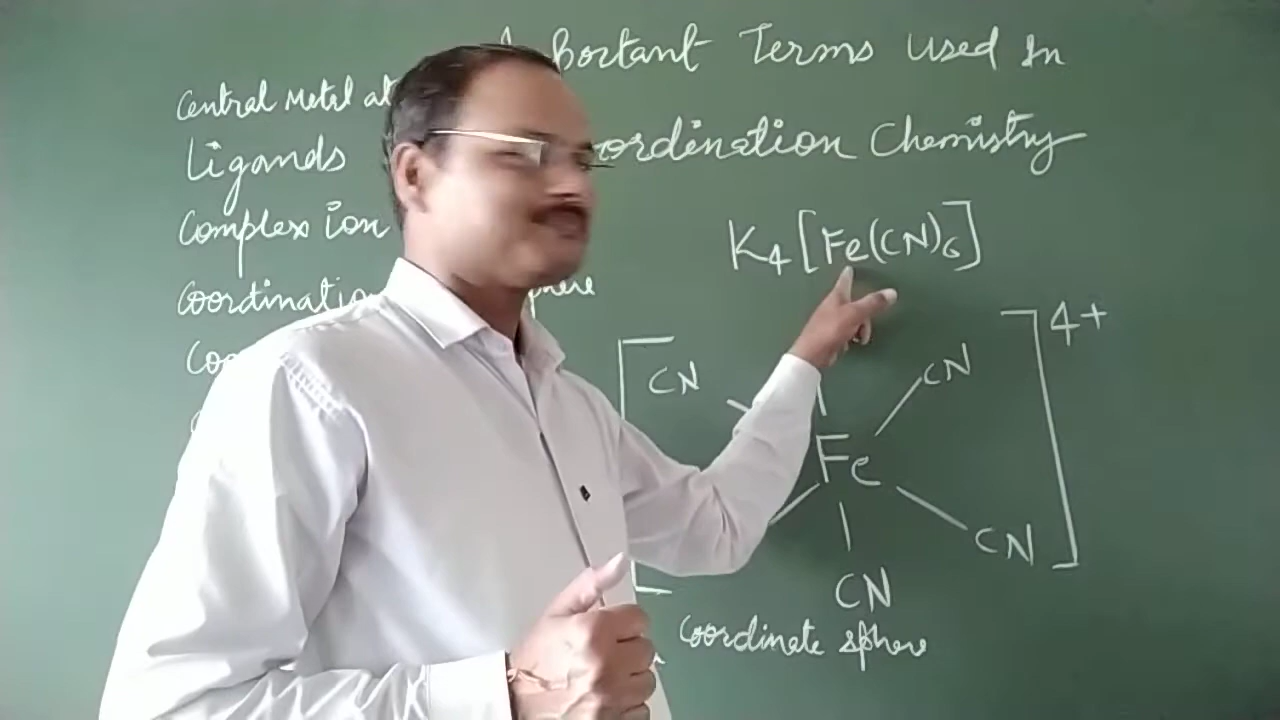 Important Terms Used In
Coordination Chemistry
Central Metal at
Ligands
Complex ion
Coordination sphere
K4[Fe(CN)6]
4+
CN
CN
Fe
CN
CN
Coordinate sphere